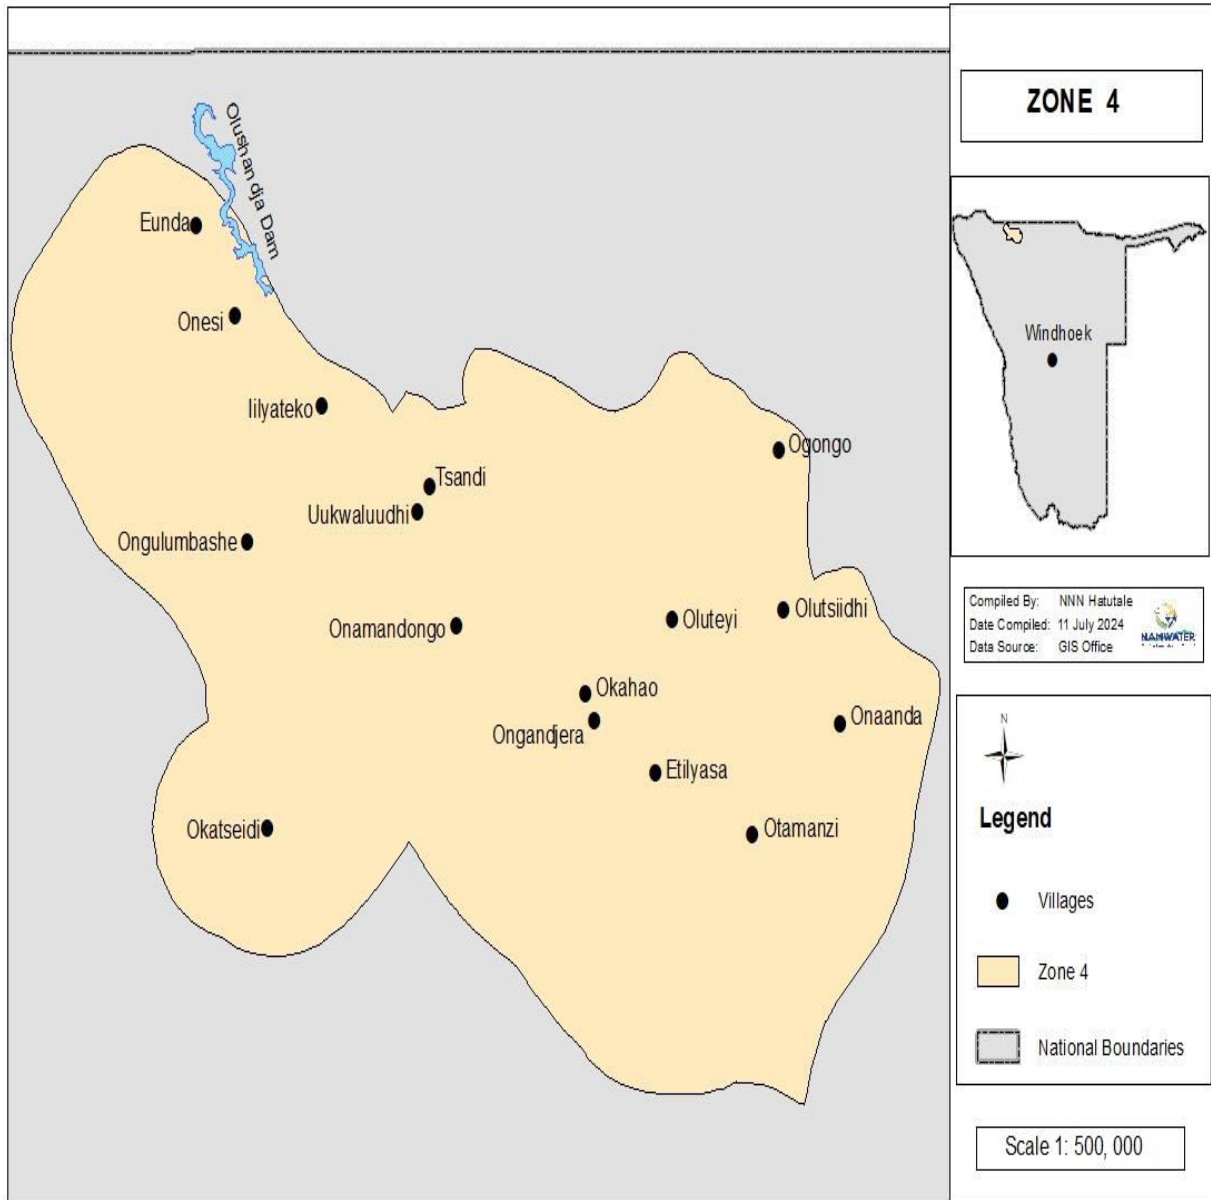 ZONE 4
Olushandja Dam
Eunda
Onesi
Iilyateko
Ogongo
Tsandi
Uukwaluudhi
Ongulumbashe
Olutsiidhi
Oluteyi
Onamandongo
Okahao
Onaanda
Ongandjera
Etilyasa
Okatseidi
Otamanzi
Windhoek
Compiled By: NNN Hatutale
Date Compiled: 11 July 2024
Data Source: GIS Office
NAMWATER
N
Legend
Villages
Zone 4
National Boundaries
Scale 1: 500, 000